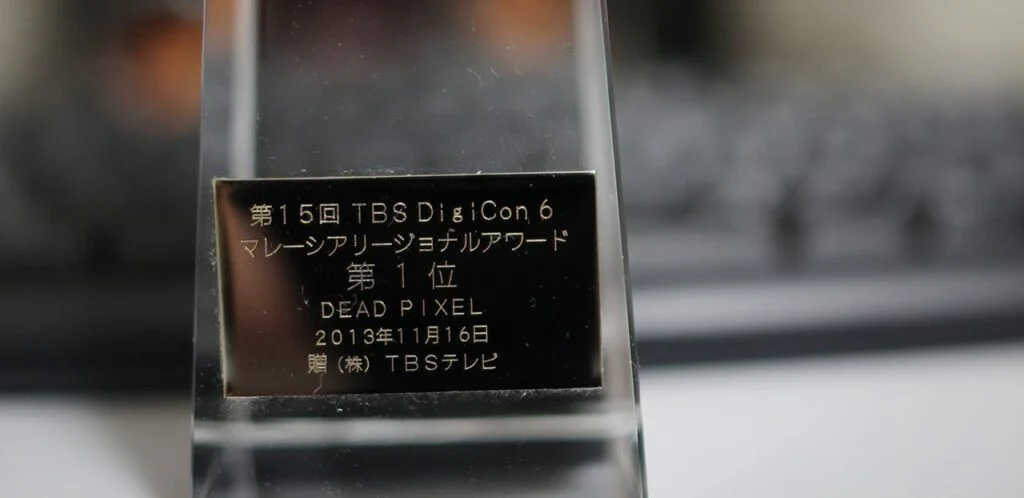 第15回 TBS DigiCon 6
マレーシアリージョナルアワード
第1位
DEAD PIXEL
2013年11月16日
贈(株) TBSテレビ